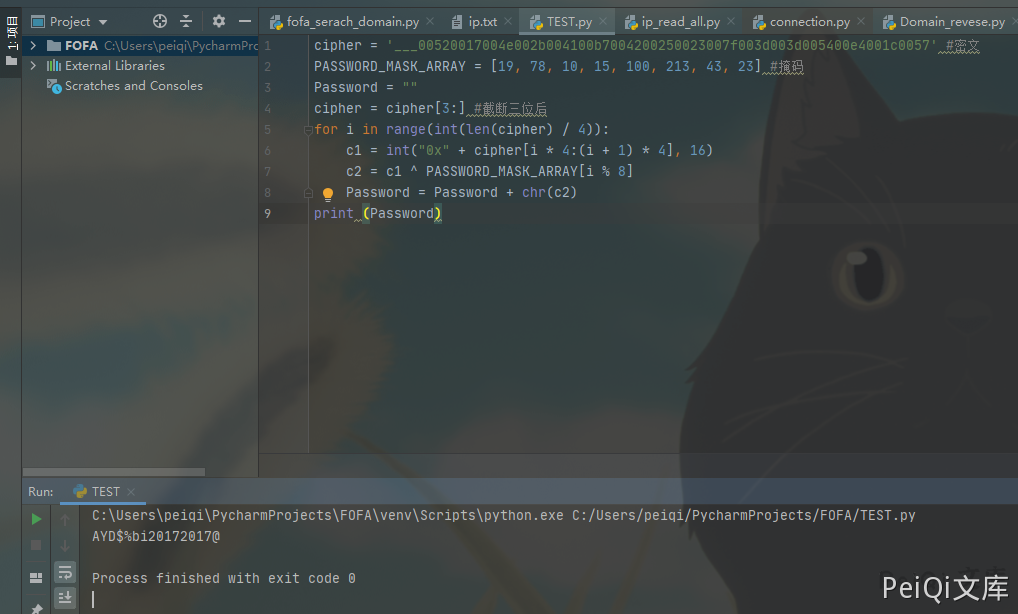 Project
fofa_serach_domain.py
ip.txt
TEST.py
ip_read_all.py
connection.py
Domain_revese.py
1: 项目
FOFA C:\Users\peiqi\PycharmPro
External Libraries
Scratches and Consoles
1 cipher = '___00520017004e002b004100b7004200250023007f003d003d005400e4001c0057' #密文
2 PASSWORD_MASK_ARRAY = [19, 78, 10, 15, 100, 213, 43, 23] #掩码
3 Password = ""
4 cipher = cipher[3:] #截断三位后
5 for i in range(int(len(cipher) / 4)):
6 c1 = int("0x" + cipher[i * 4:(i + 1) * 4], 16)
7 c2 = c1 ^ PASSWORD_MASK_ARRAY[i % 8]
8 Password = Password + chr(c2)
9 print (Password)
Run: TEST
C:\Users\peiqi\PycharmProjects\FOFA\venv\Scripts\python.exe C:/Users/peiqi/PycharmProjects/FOFA/TEST.py
AYD$%bi20172017@
Process finished with exit code 0
PeiQi文库